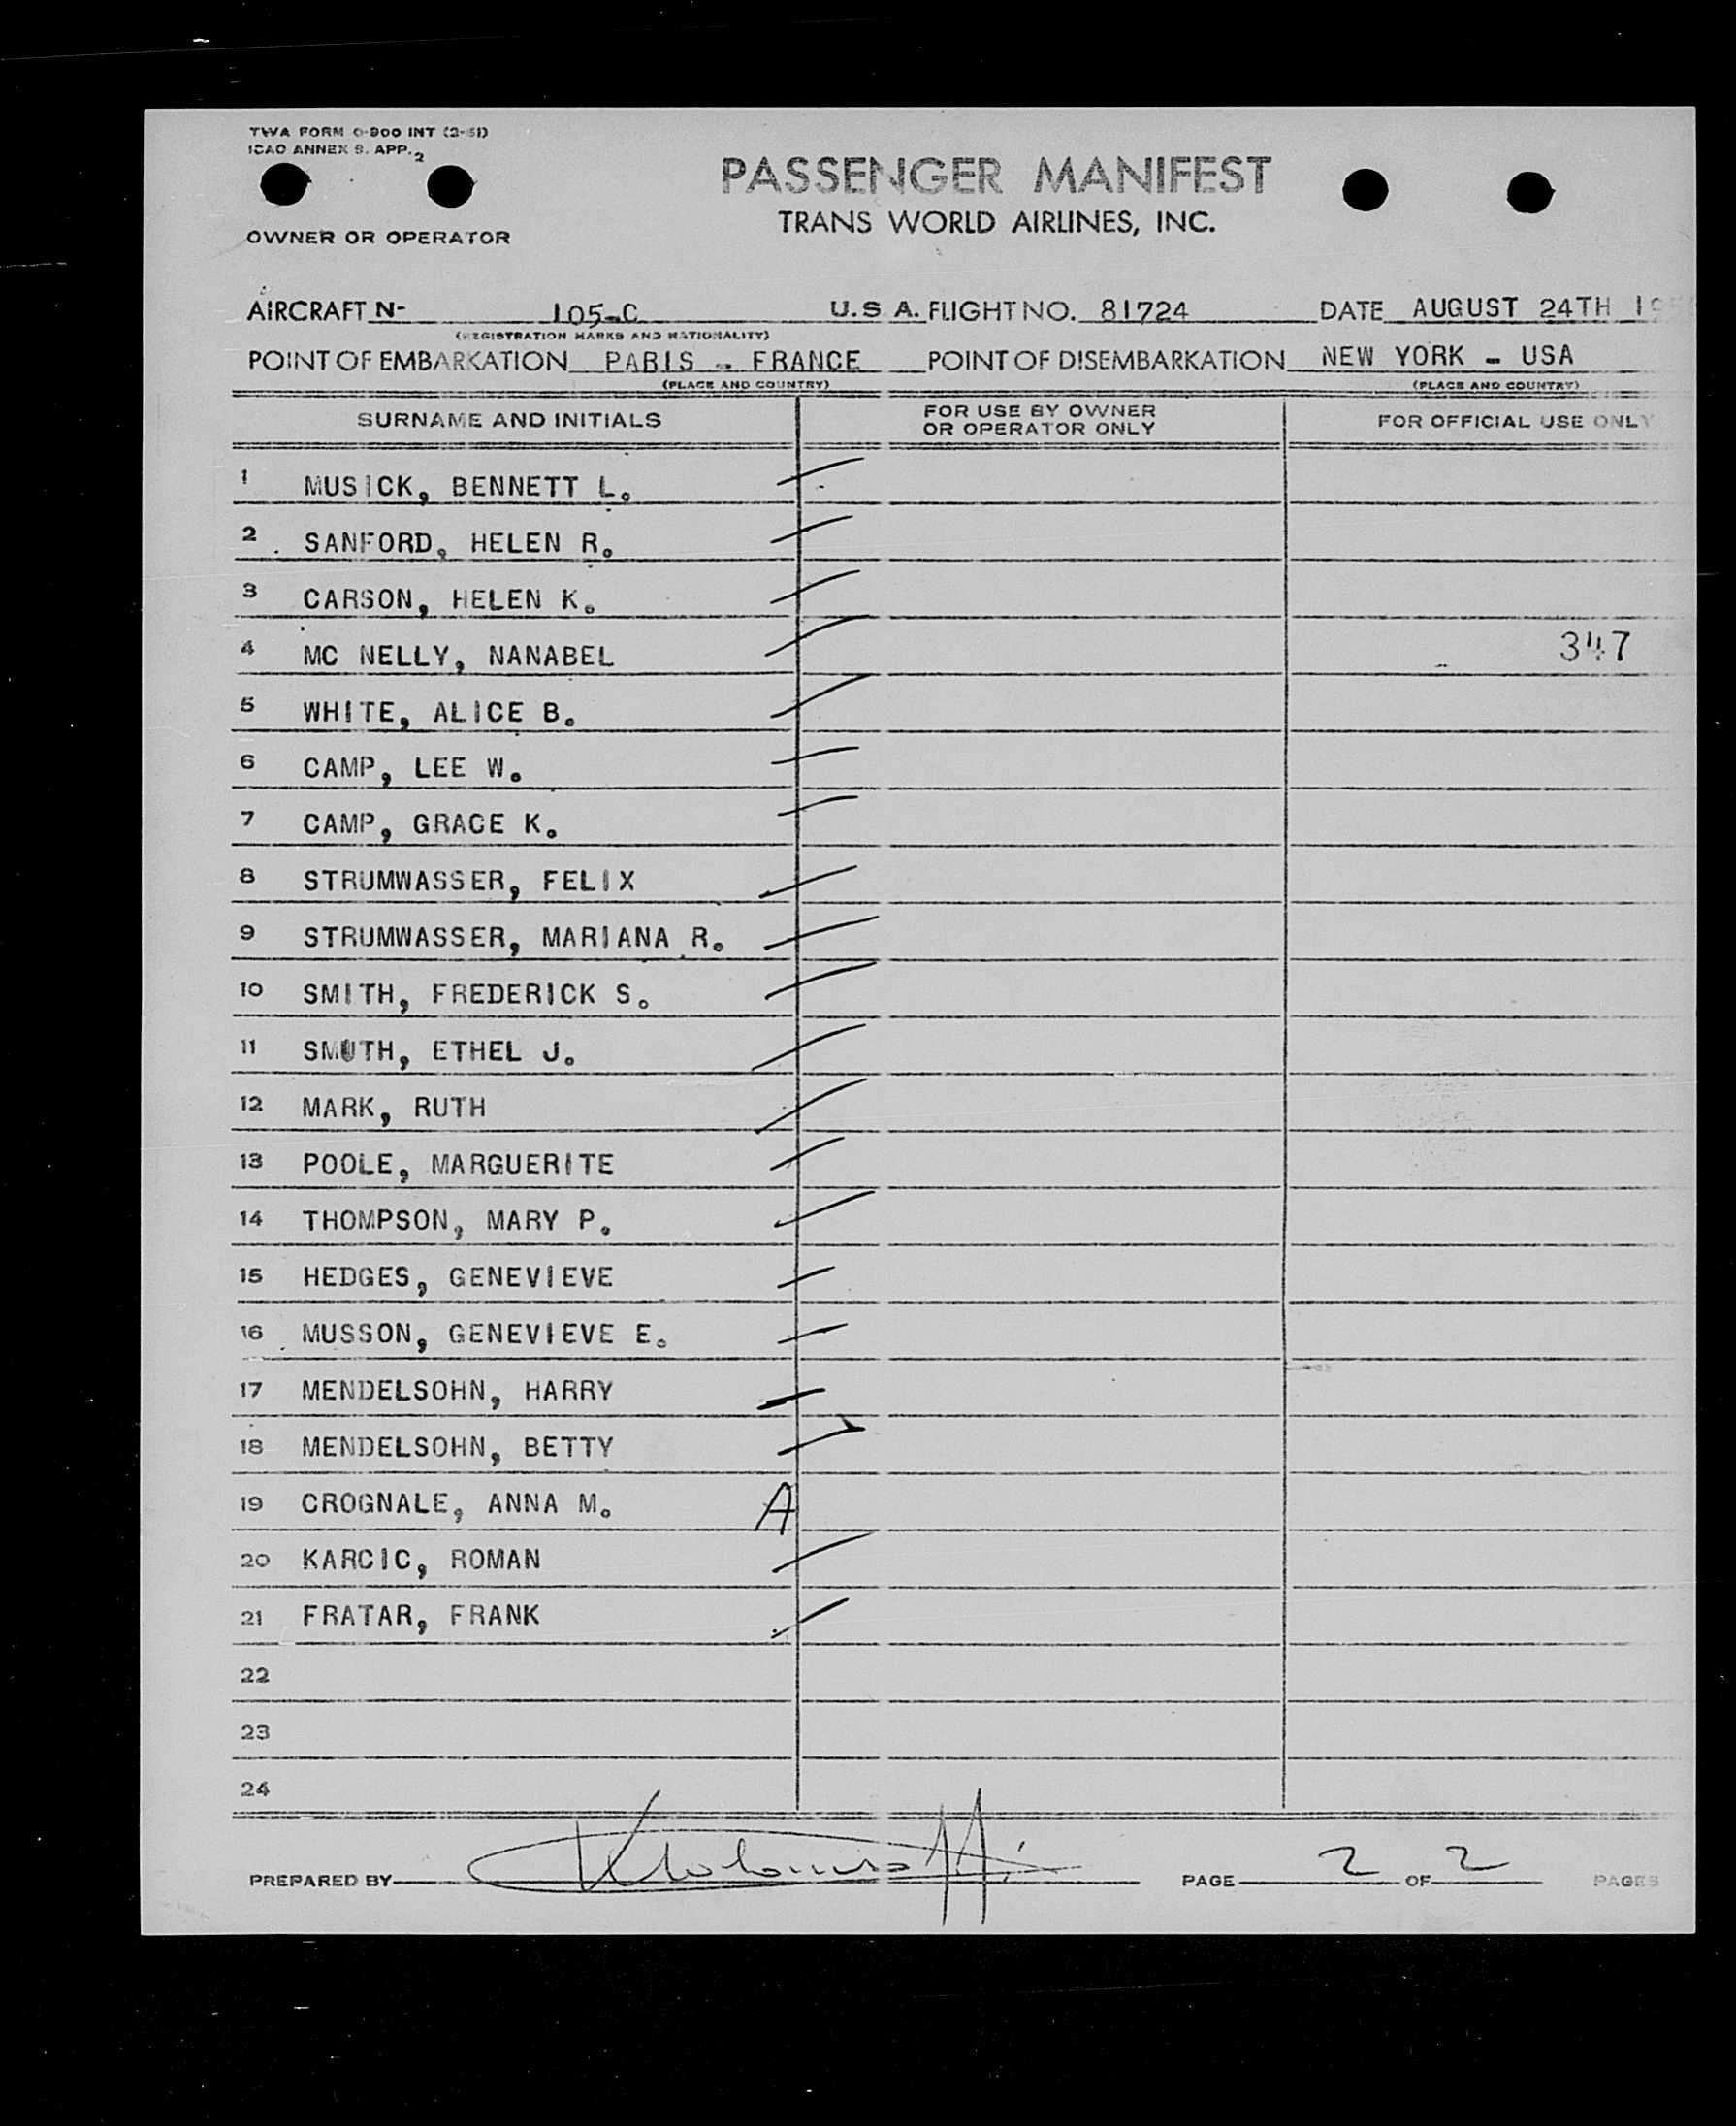 TWA FORM O-900 INT (2-51)
ICAO ANNEX 9. APP. 2
PASSENGER MANIFEST
TRANS WORLD AIRLINES, INC.
OWNER OR OPERATOR
AIRCRAFT N- 105-C U.S.A. FLIGHT NO. 81724 DATE AUGUST 24TH
(REGISTRATION MARKS AND NATIONALITY)
POINT OF EMBARKATION PARIS - FRANCE POINT OF DISEMBARKATION NEW YORK - USA
(PLACE AND COUNTRY) (PLACE AND COUNTRY)
SURNAME AND INITIALS FOR USE BY OWNER OR OPERATOR ONLY FOR OFFICIAL USE ONLY
1 MUSICK, BENNETT L.
2 SANFORD, HELEN R.
3 CARSON, HELEN K.
4 MC NELLY, NANABEL 347
5 WHITE, ALICE B.
6 CAMP, LEE W.
7 CAMP, GRACE K.
8 STRUMWASSER, FELIX
9 STRUMWASSER, MARIANA R.
10 SMITH, FREDERICK S.
11 SMITH, ETHEL J.
12 MARK, RUTH
13 POOLE, MARGUERITE
14 THOMPSON, MARY P.
15 HEDGES, GENEVIEVE
16 MUSSON, GENEVIEVE E.
17 MENDELSOHN, HARRY
18 MENDELSOHN, BETTY
19 CROGNALE, ANNA M. A
20 KARCIC, ROMAN
21 FRATAR, FRANK
22
23
24
PREPARED BY PAGE 2 OF 2 PAGES